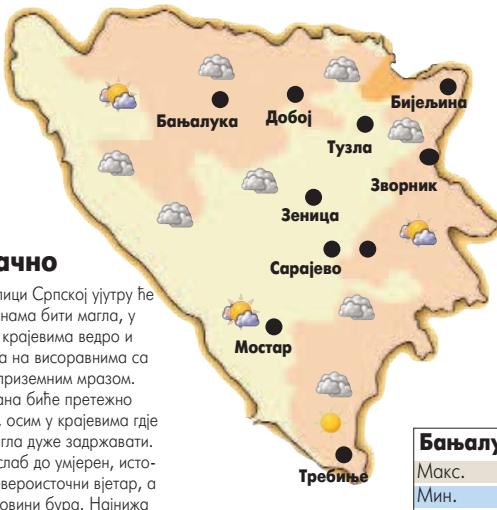 Бањалука
Добој
Бијељина
Тузла
Зворник
Зеница
Сарајево
Мостар
Требиње
ачно
лици Српској ујутру ће
нама бити магла, у
крајевима ведро и
а на висоравнима са
приземним мразом.
ана биће претежно
, осим у крајевима гдје
гла дуже задржавати.
слаб до умјерен, исто-
евероисточни вјетар, а
овини бура. Најнижа
Бањалу
Макс.
Мин.